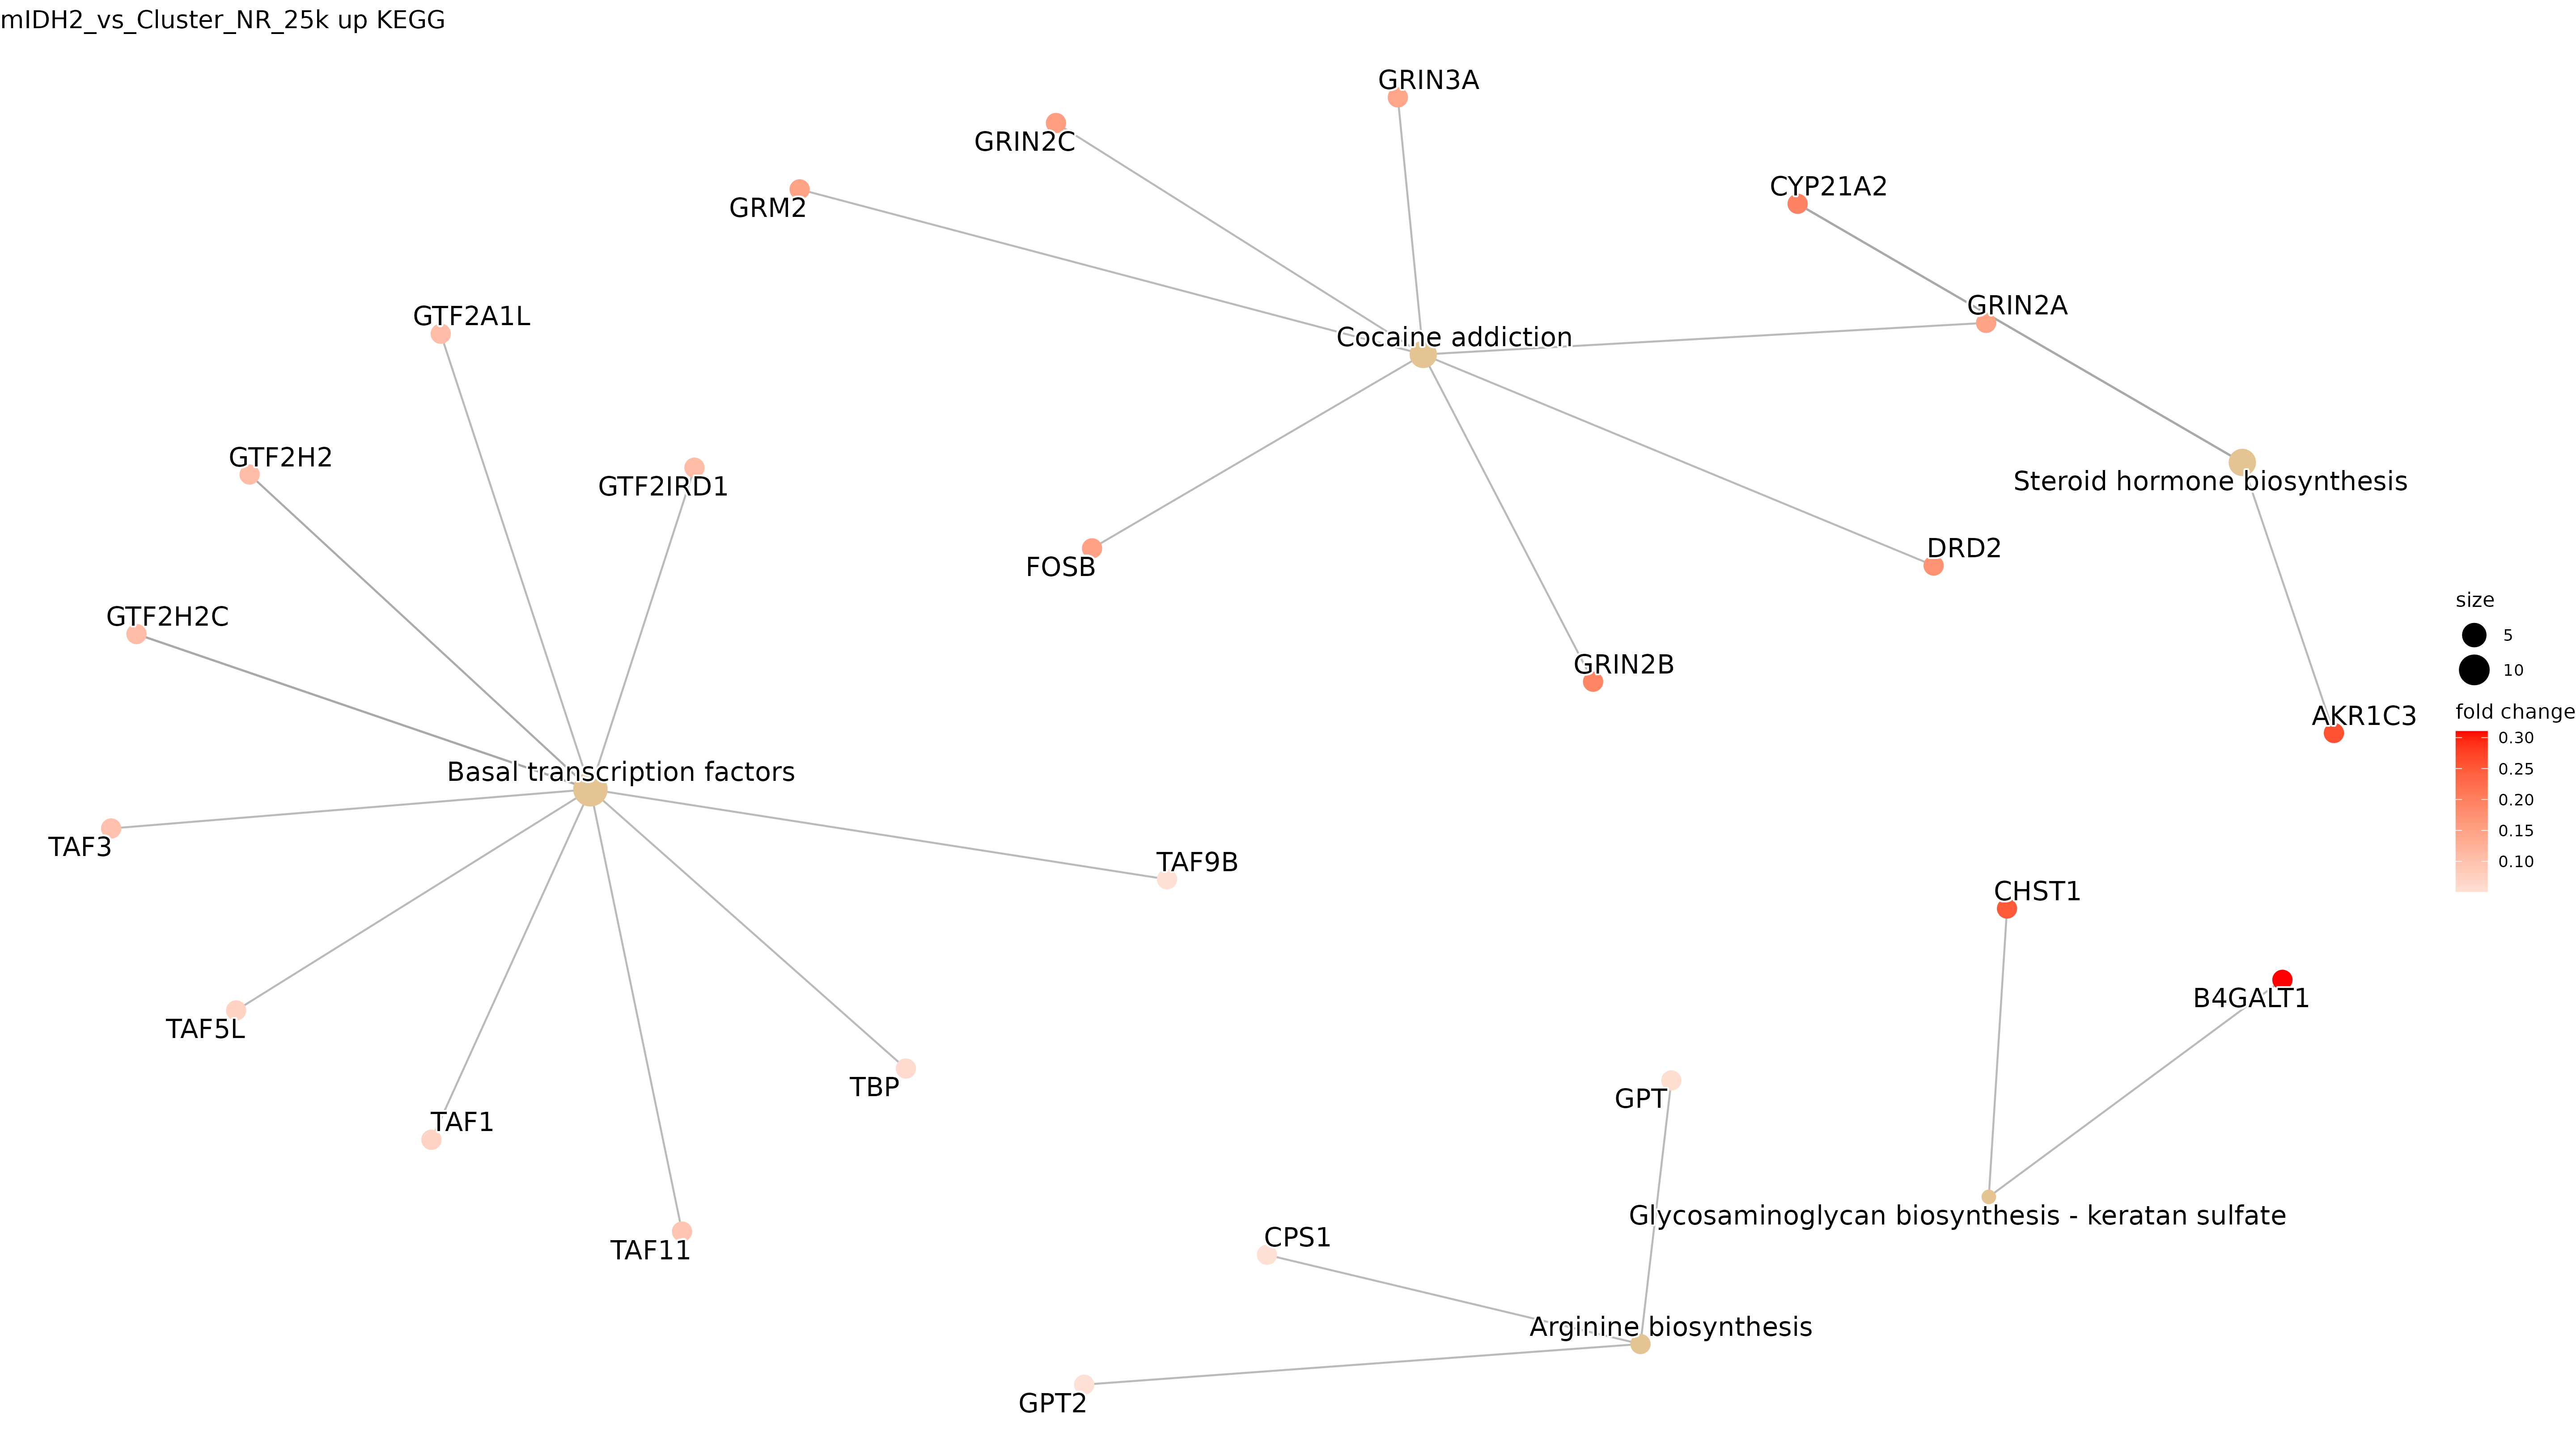 mIDH2_vs_Cluster_NR_25k up KEGG
GRIN3A
GRIN2C
GRM2
CYP21A2
GRIN2A
Cocaine addiction
GTF2A1L
GTF2H2
GTF2IRD1
Steroid hormone biosynthesis
FOSB
DRD2
GTF2H2C
GRIN2B
AKR1C3
size
5
10
fold change
0.30
0.25
0.20
0.15
0.10
Basal transcription factors
TAF3
TAF9B
CHST1
B4GALT1
TAF5L
TBP
GPT
TAF1
Glycosaminoglycan biosynthesis - keratan sulfate
CPS1
TAF11
Arginine biosynthesis
GPT2